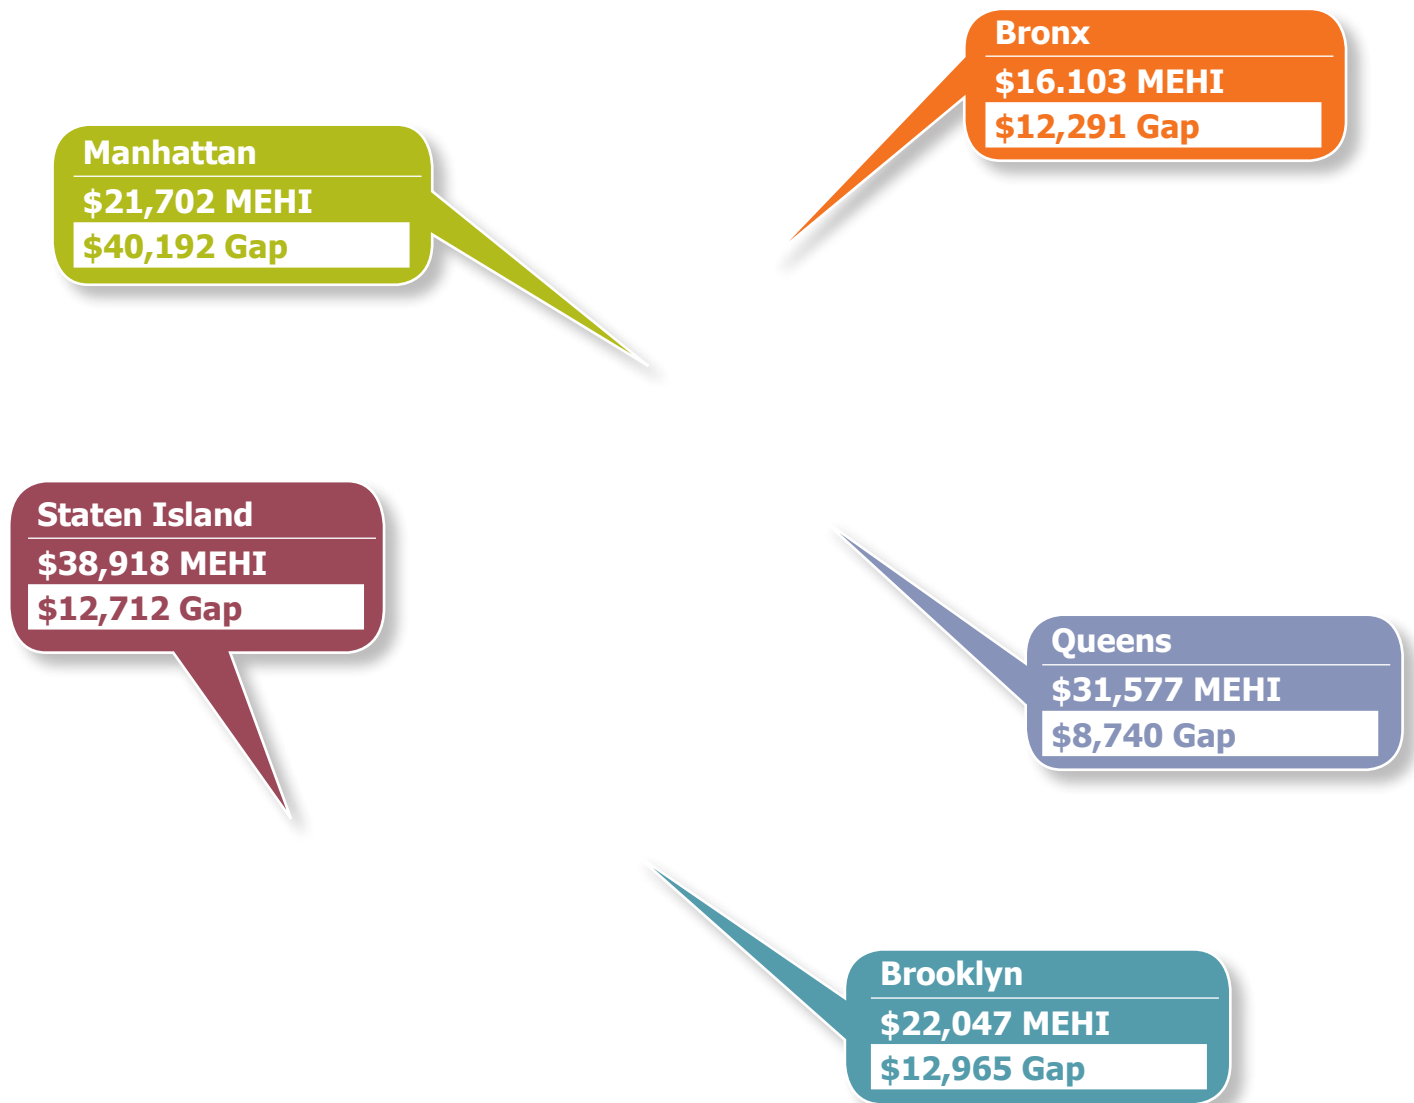 Bronx
$16.103 MEHI
$12,291 Gap
Manhattan
$21,702 MEHI
$40,192 Gap
Staten Island
$38,918 MEHI
$12,712 Gap
Queens
$31,577 MEHI
$8,740 Gap
Brooklyn
$22,047 MEHI
$12,965 Gap